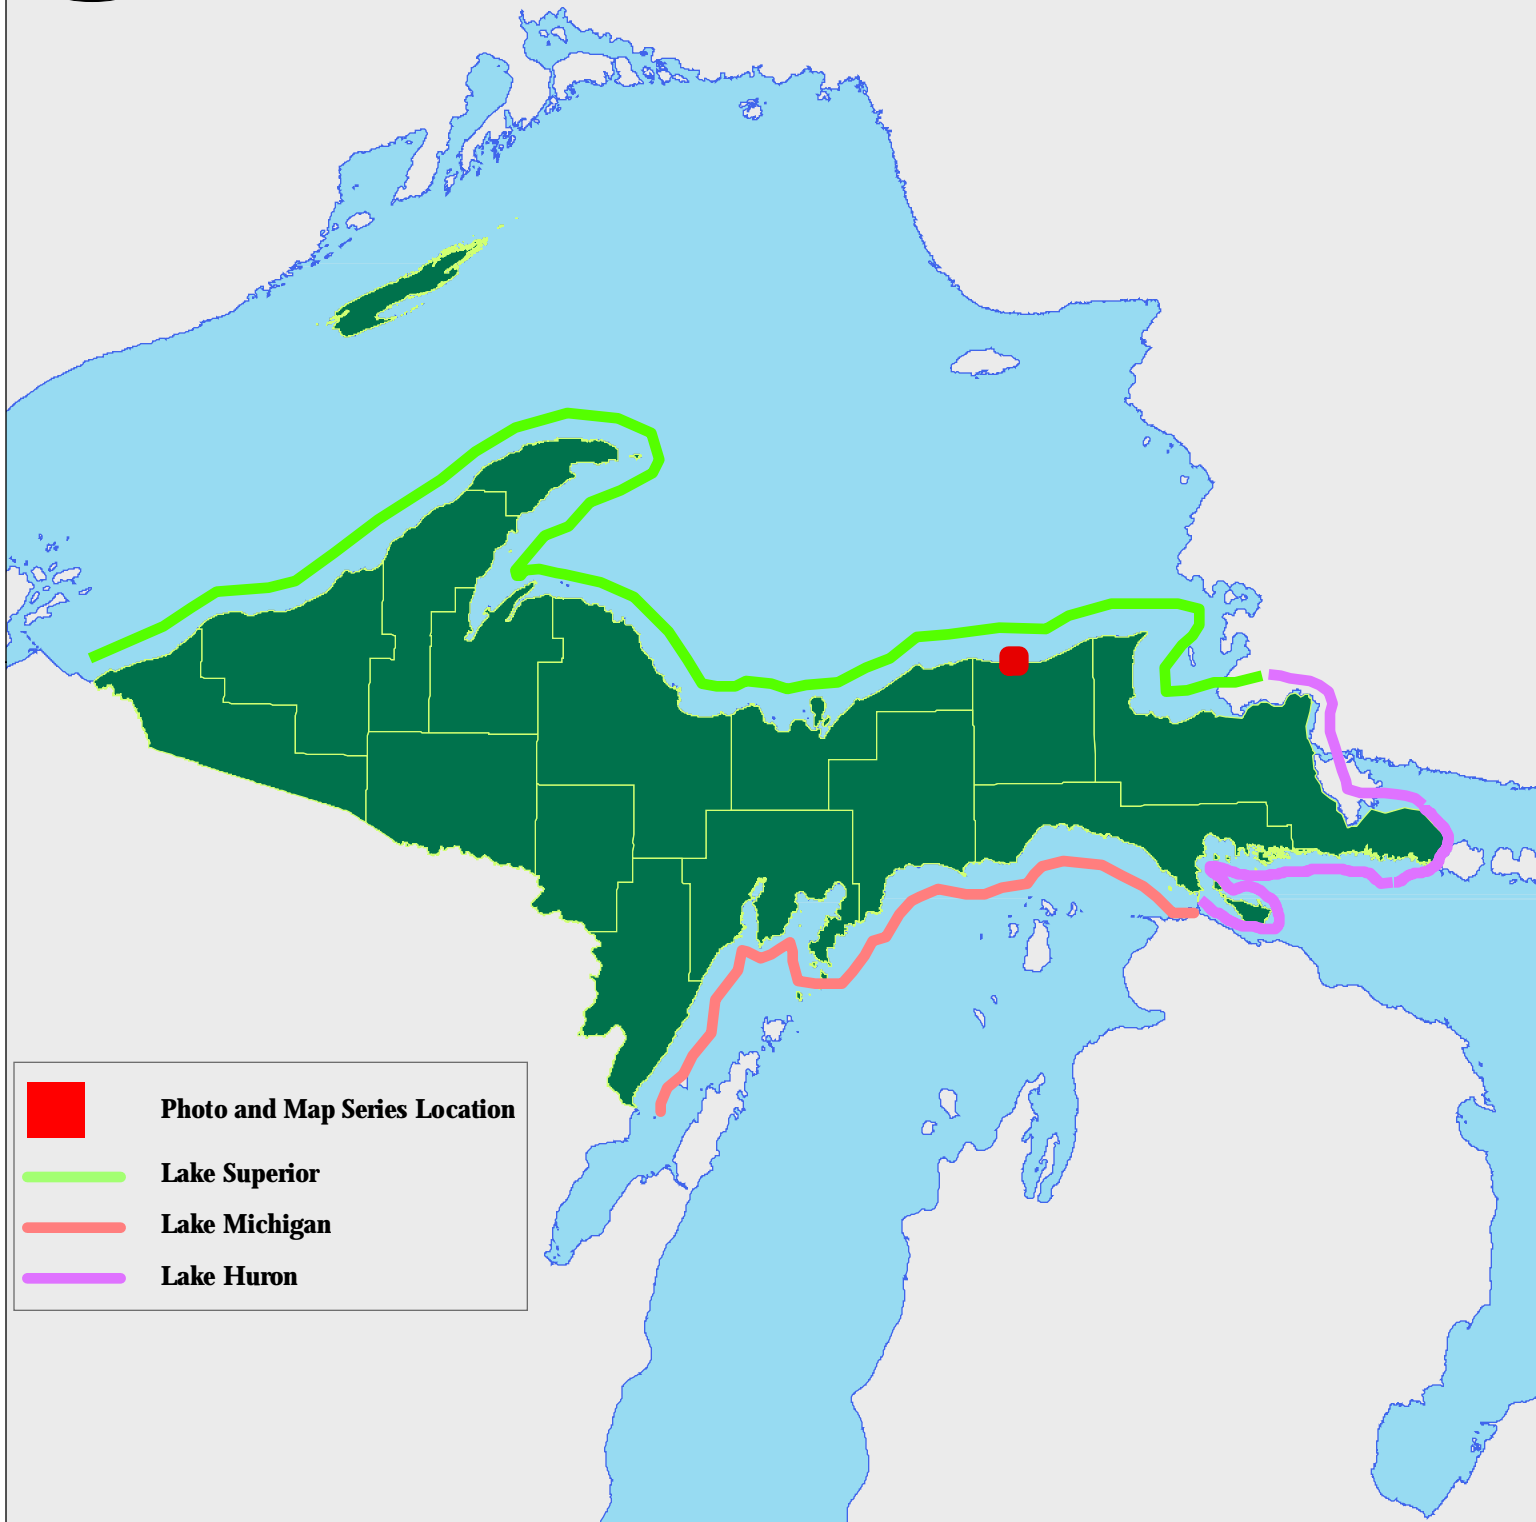 Photo and Map Series Location
Lake Superior
Lake Michigan
Lake Huron